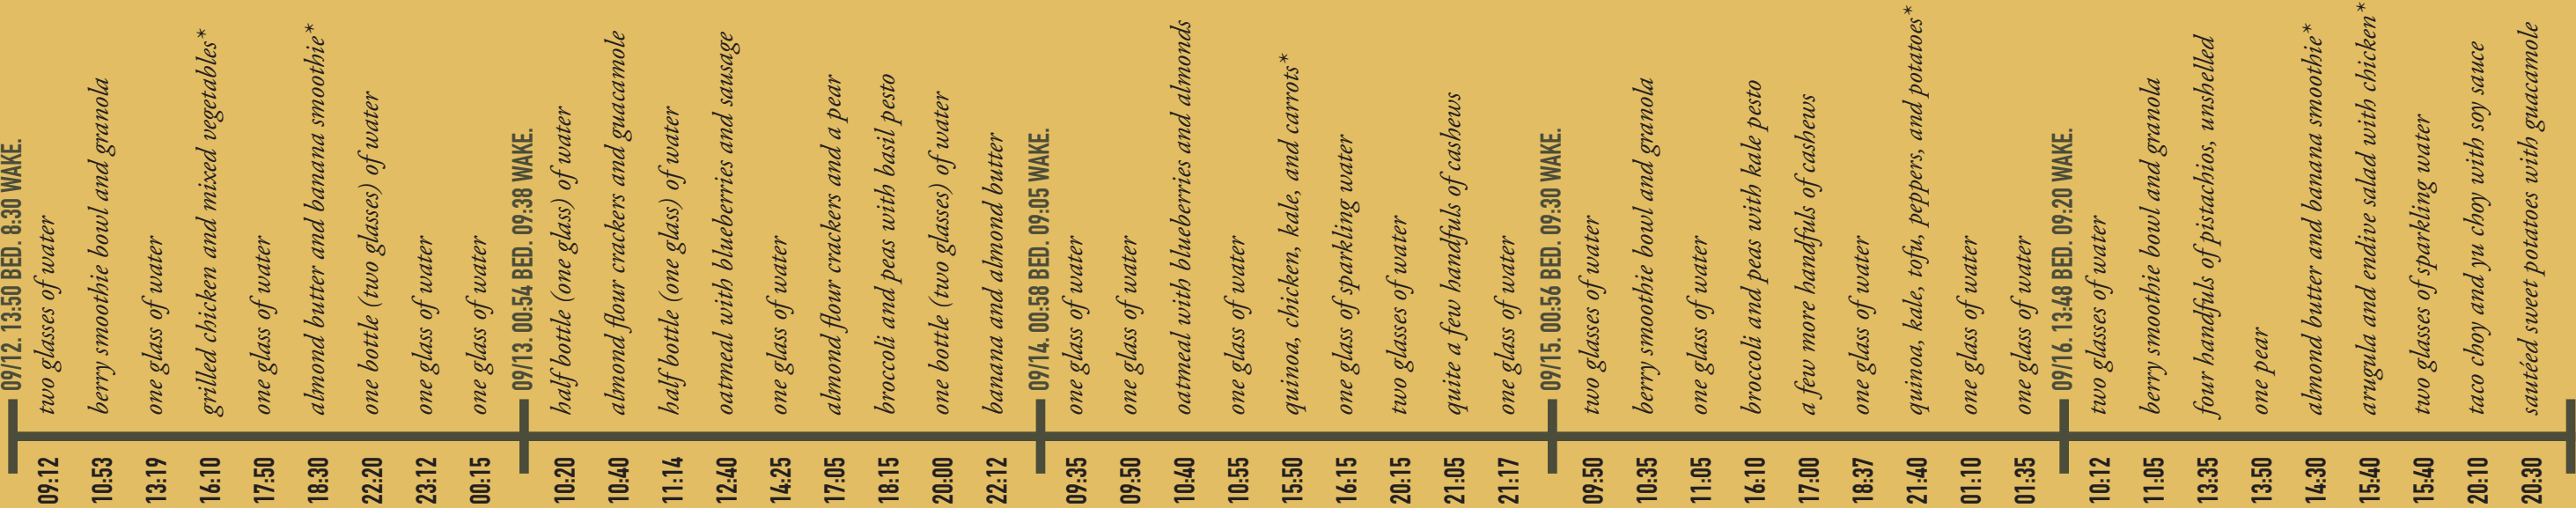 09/12. 13:50 BED. 8:30 WAKE.
09:12 two glasses of water
10:53 berry smoothie bowl and granola
13:19 one glass of water
16:10 grilled chicken and mixed vegetables*
17:50 one glass of water
18:30 almond butter and banana smoothie*
22:20 one bottle (two glasses) of water
23:12 one glass of water
00:15 one glass of water
09/13. 00:54 BED. 09:38 WAKE.
10:20 half bottle (one glass) of water
10:40 almond flour crackers and guacamole
11:14 half bottle (one glass) of water
12:40 oatmeal with blueberries and sausage
14:25 one glass of water
17:05 almond flour crackers and a pear
18:15 broccoli and peas with basil pesto
20:00 one bottle (two glasses) of water
22:12 banana and almond butter
09/14. 00:58 BED. 09:05 WAKE.
09:35 one glass of water
09:50 one glass of water
10:40 oatmeal with blueberries and almonds
10:55 one glass of water
15:50 quinoa, chicken, kale, and carrots*
16:15 one glass of sparkling water
20:15 two glasses of water
21:05 quite a few handfuls of cashews
21:17 one glass of water
09/15. 00:56 BED. 09:30 WAKE.
09:50 two glasses of water
10:35 berry smoothie bowl and granola
11:05 one glass of water
16:10 broccoli and peas with kale pesto
17:00 a few more handfuls of cashews
18:37 one glass of water
21:40 quinoa, kale, tofu, peppers, and potatoes*
01:10 one glass of water
01:35 one glass of water
09/16. 13:48 BED. 09:20 WAKE.
10:12 two glasses of water
11:05 berry smoothie bowl and granola
13:35 four handfuls of pistachios, unshelled
13:50 one pear
14:30 almond butter and banana smoothie*
15:40 arugula and endive salad with chicken*
15:40 two glasses of sparkling water
20:10 taco choy and yu choy with soy sauce
20:30 sautéed sweet potatoes with guacamole